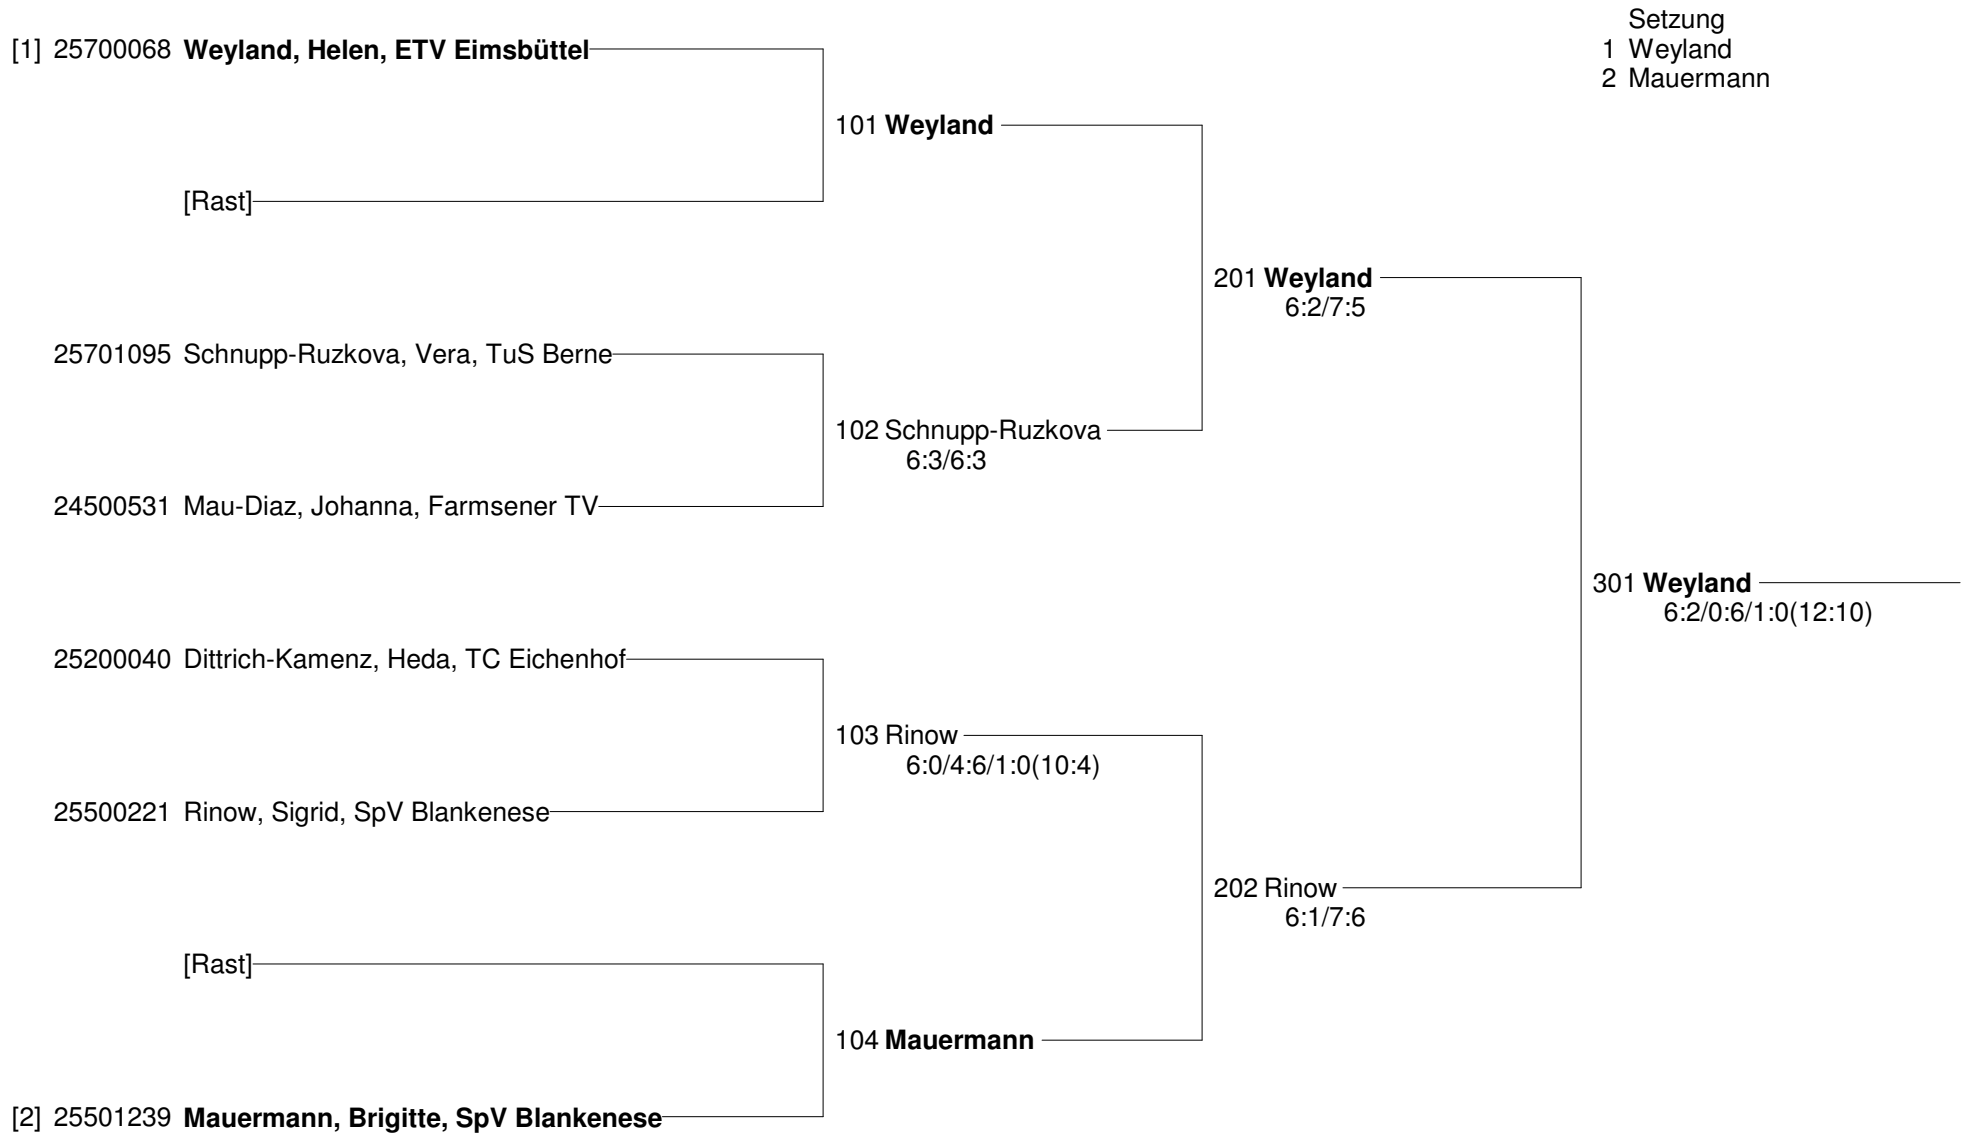 Setzung
1 Weyland
2 Mauermann
[1] 25700068 Weyland, Helen, ETV Eimsbüttel
101 Weyland
[Rast]
201 Weyland
6:2/7:5
25701095 Schnupp-Ruzkova, Vera, TuS Berne
102 Schnupp-Ruzkova
6:3/6:3
24500531 Mau-Diaz, Johanna, Farmsener TV
301 Weyland
6:2/0:6/1:0(12:10)
25200040 Dittrich-Kamenz, Heda, TC Eichenhof
103 Rinow
6:0/4:6/1:0(10:4)
25500221 Rinow, Sigrid, SpV Blankenese
202 Rinow
6:1/7:6
[Rast]
104 Mauermann
[2] 25501239 Mauermann, Brigitte, SpV Blankenese